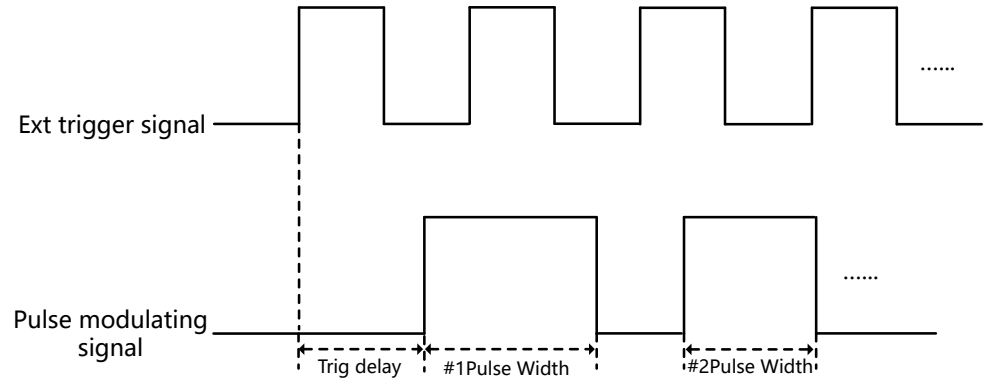 ......
Ext trigger signal
......
Pulse modulating
signal
Trig delay
#1Pulse Width
#2Pulse Width